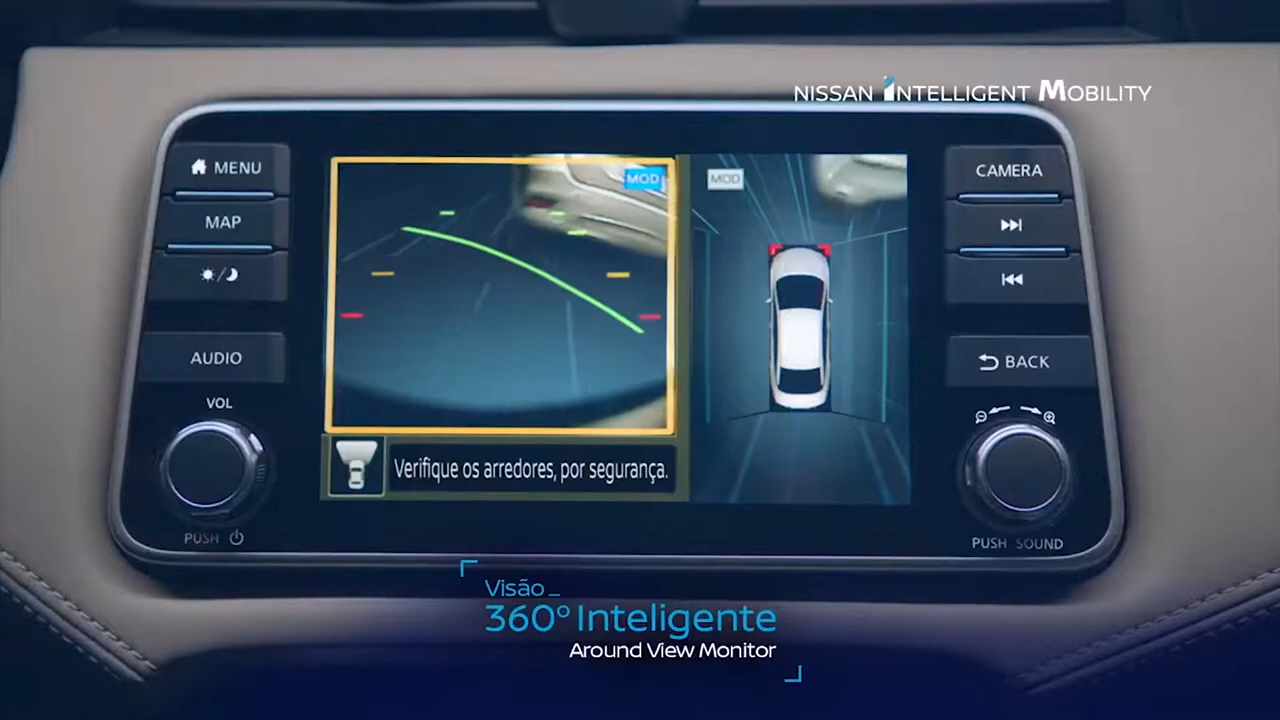 NISSAN INTELLIGENT MOBILITY
MENU
MAP
AUDIO
VOL
PUSH
MOD
MOD
Verifique os arredores, por segurança.
CAMERA
BACK
PUSH SOUND
Visão_
360° Inteligente
Around View Monitor